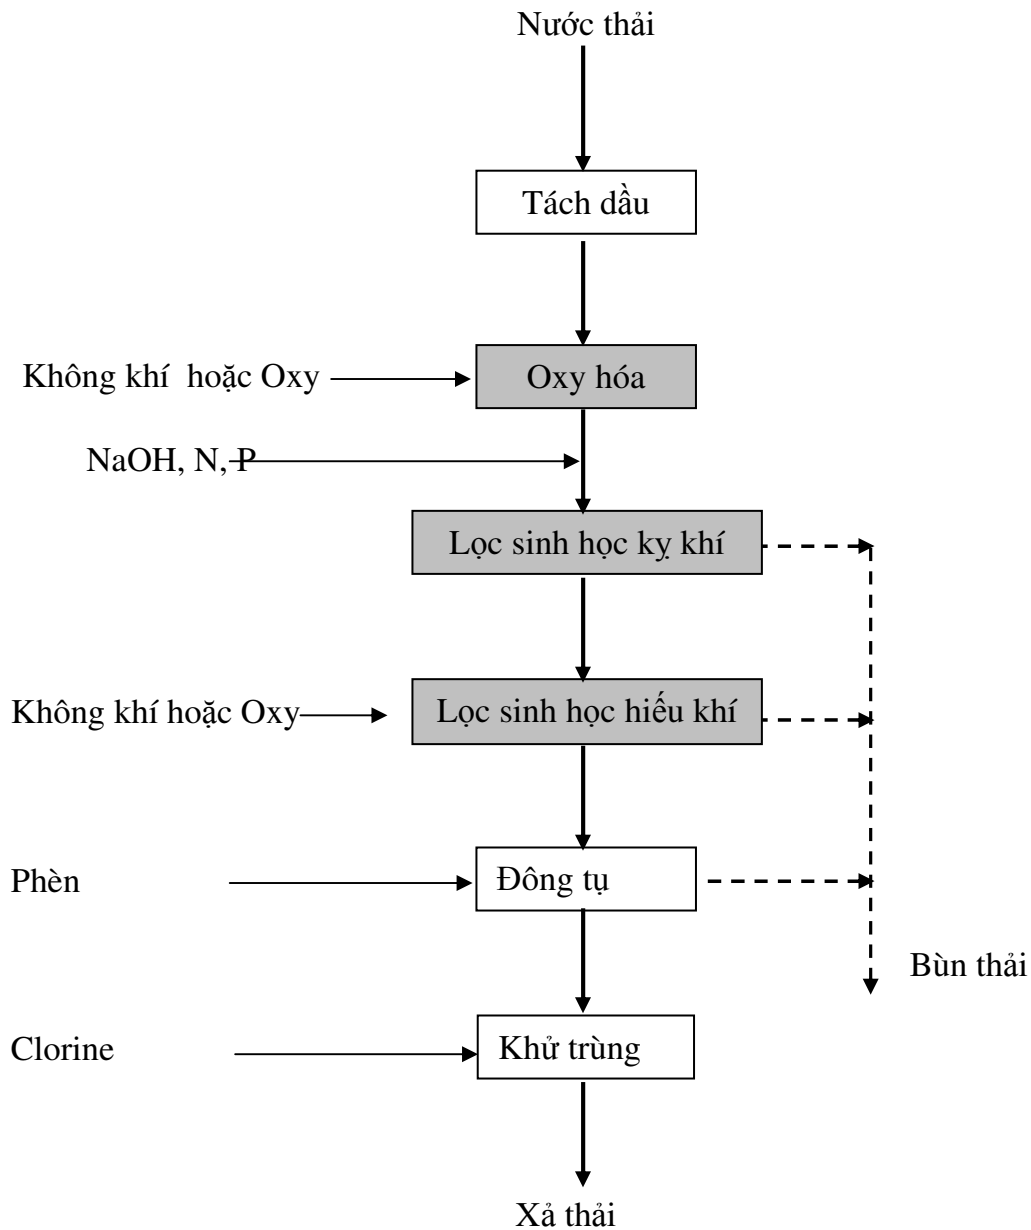 Nước thải
Tách dầu
Không khí hoặc Oxy
Oxy hóa
NaOH, N, P
Lọc sinh học kỵ khí
Không khí hoặc Oxy
Lọc sinh học hiếu khí
Phèn
Đông tụ
Bùn thải
Clorine
Khử trùng
Xả thải